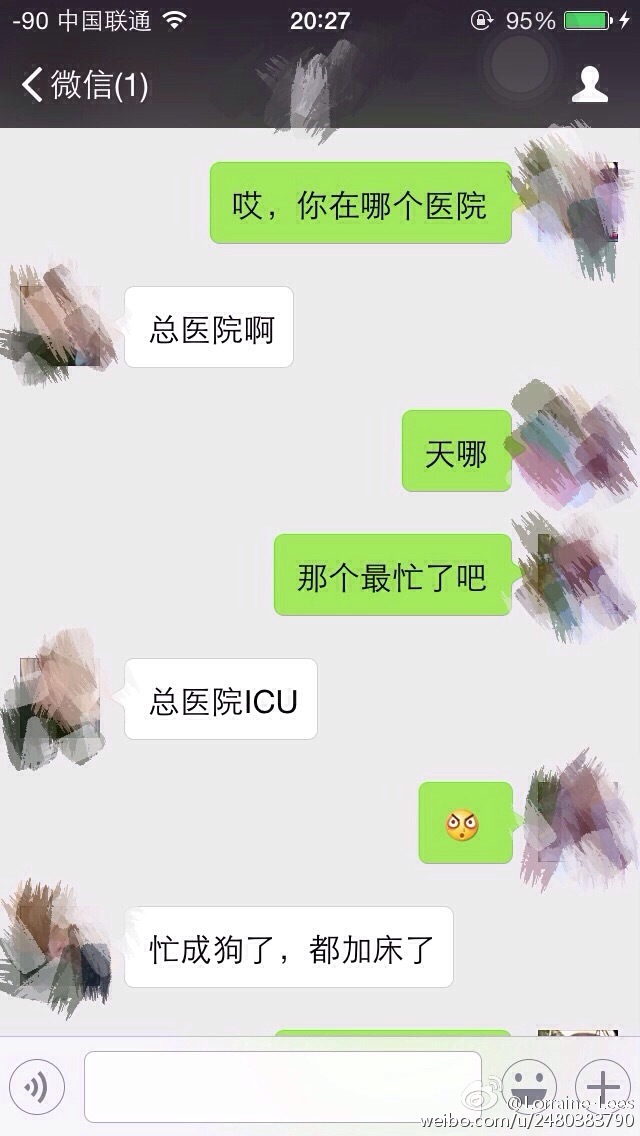 -90 中国联通 20:27 95%
微信(1)
哎，你在哪个医院
总医院啊
天哪
那个最忙了吧
总医院ICU
忙成狗了，都加床了
@Lorraine-Lees
weibo.com/u/2480383790